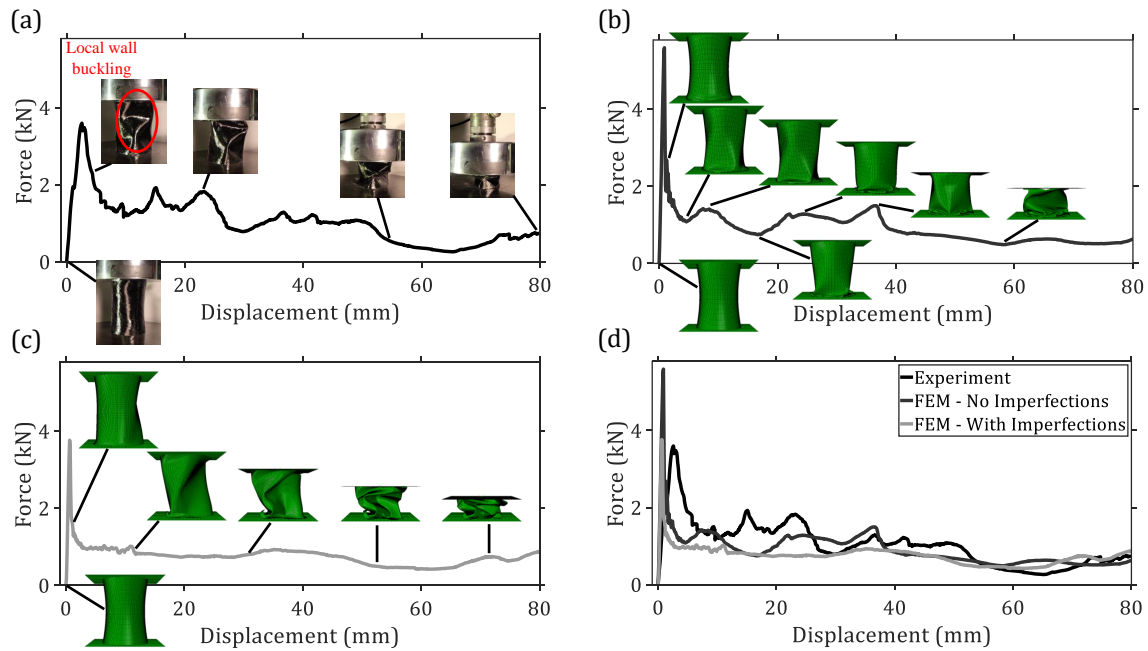 (a)
Local wall
buckling
Force (kN)
4
2
0
0
20
40
60
80
Displacement (mm)
(b)
Force (kN)
4
2
0
0
20
40
60
80
Displacement (mm)
(c)
Force (kN)
4
2
0
0
20
40
60
80
Displacement (mm)
(d)
Experiment
FEM - No Imperfections
FEM - With Imperfections
Force (kN)
4
2
0
0
20
40
60
80
Displacement (mm)